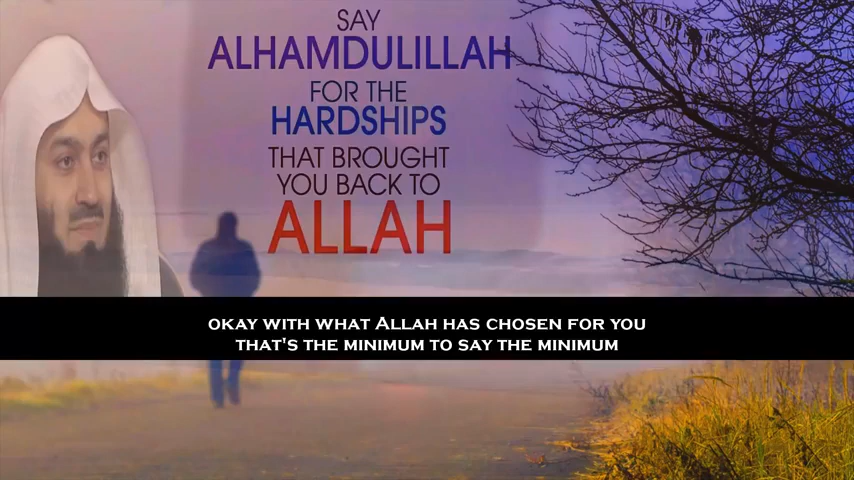 SAY
ALHAMDULILLAH
FOR THE
HARDSHIPS
THAT BROUGHT
YOU BACK TO
ALLAH
OKAY WITH WHAT ALLAH HAS CHOSEN FOR YOU
THAT'S THE MINIMUM TO SAY THE MINIMUM